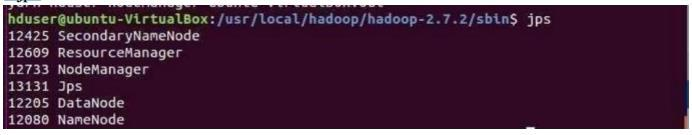 hduser@ubuntu-VirtualBox:/usr/local/hadoop/hadoop-2.7.2/sbin$ jps
12425 SecondaryNameNode
12609 ResourceManager
12733 NodeManager
13131 Jps
12205 DataNode
12080 NameNode